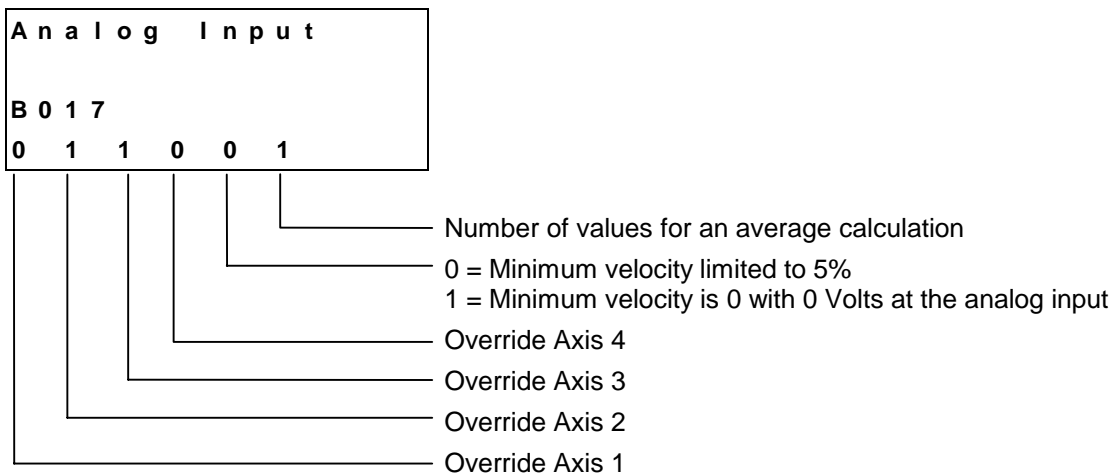 Analog Input
B017
0 1 1 0 0 1
Number of values for an average calculation
0 = Minimum velocity limited to 5%
1 = Minimum velocity is 0 with 0 Volts at the analog input
Override Axis 4
Override Axis 3
Override Axis 2
Override Axis 1